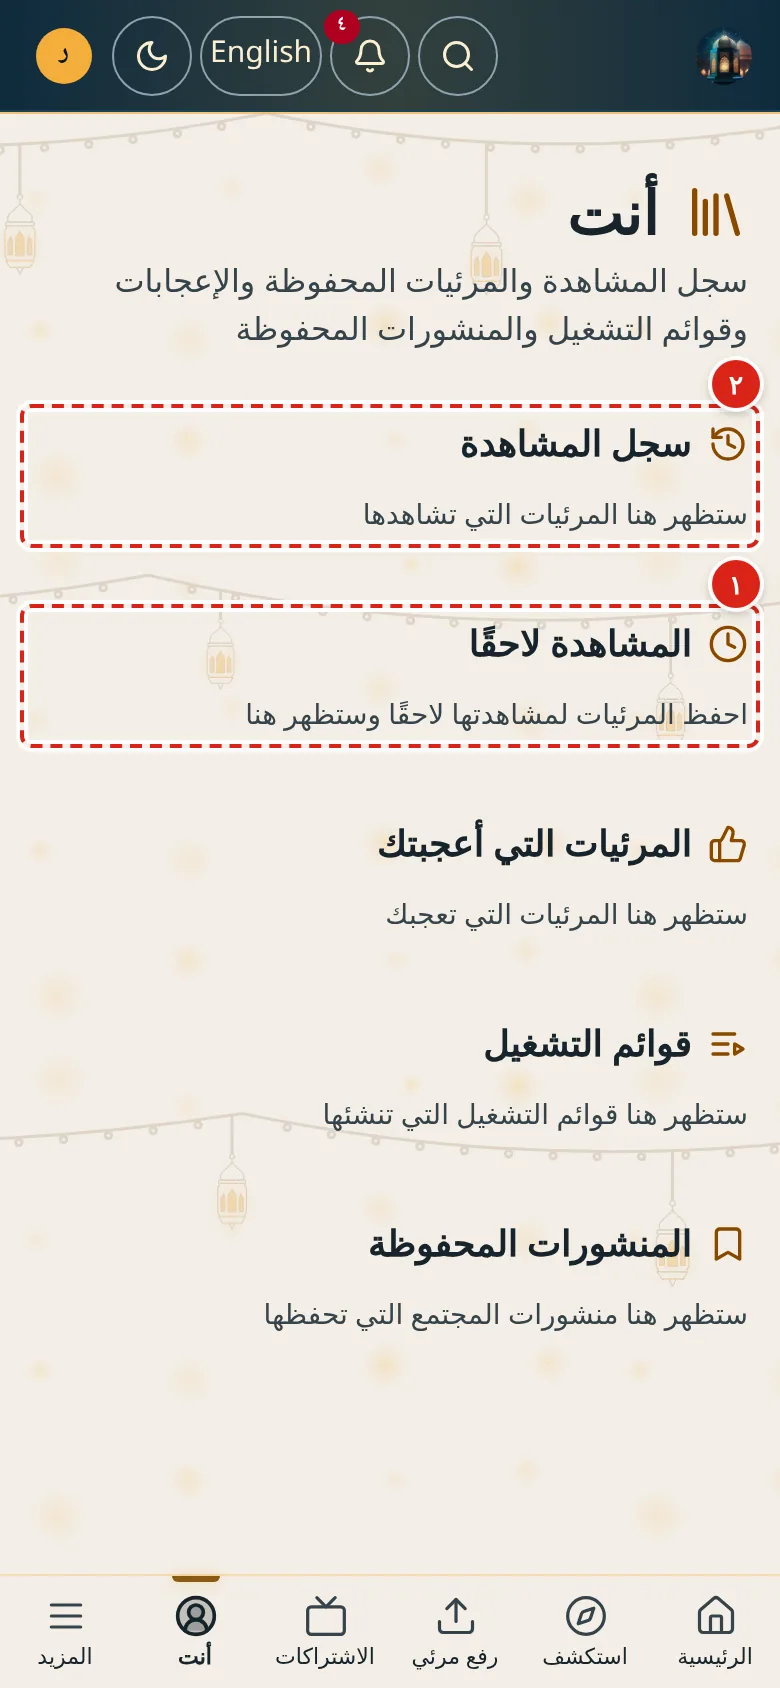 English
٤
ر
أنت
سجل المشاهدة والمرئيات المحفوظة والإعجابات
وقوائم التشغيل والمنشورات المحفوظة
٢
سجل المشاهدة
ستظهر هنا المرئيات التي تشاهدها
١
المشاهدة لاحقًا
احفظ المرئيات لمشاهدتها لاحقًا وستظهر هنا
المرئيات التي أعجبتك
ستظهر هنا المرئيات التي تعجبك
قوائم التشغيل
ستظهر هنا قوائم التشغيل التي تنشئها
المنشورات المحفوظة
ستظهر هنا منشورات المجتمع التي تحفظها
الرئيسية
استكشف
رفع مرئي
الاشتراكات
أنت
المزيد